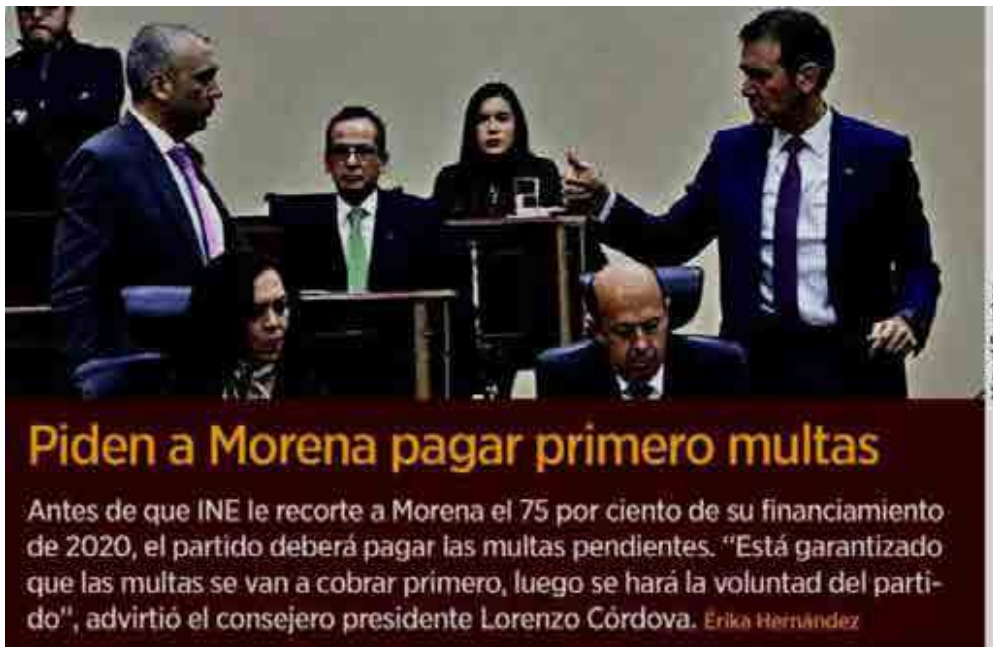 Piden a Morena pagar primero multas
Antes de que INE le recorte a Morena el 75 por ciento de su financiamiento
de 2020, el partido deberá pagar las multas pendientes. “Está garantizado
que las multas se van a cobrar primero, luego se hará la voluntad del parti-
do”, advirtió el consejero presidente Lorenzo Córdova. Érika Hernández